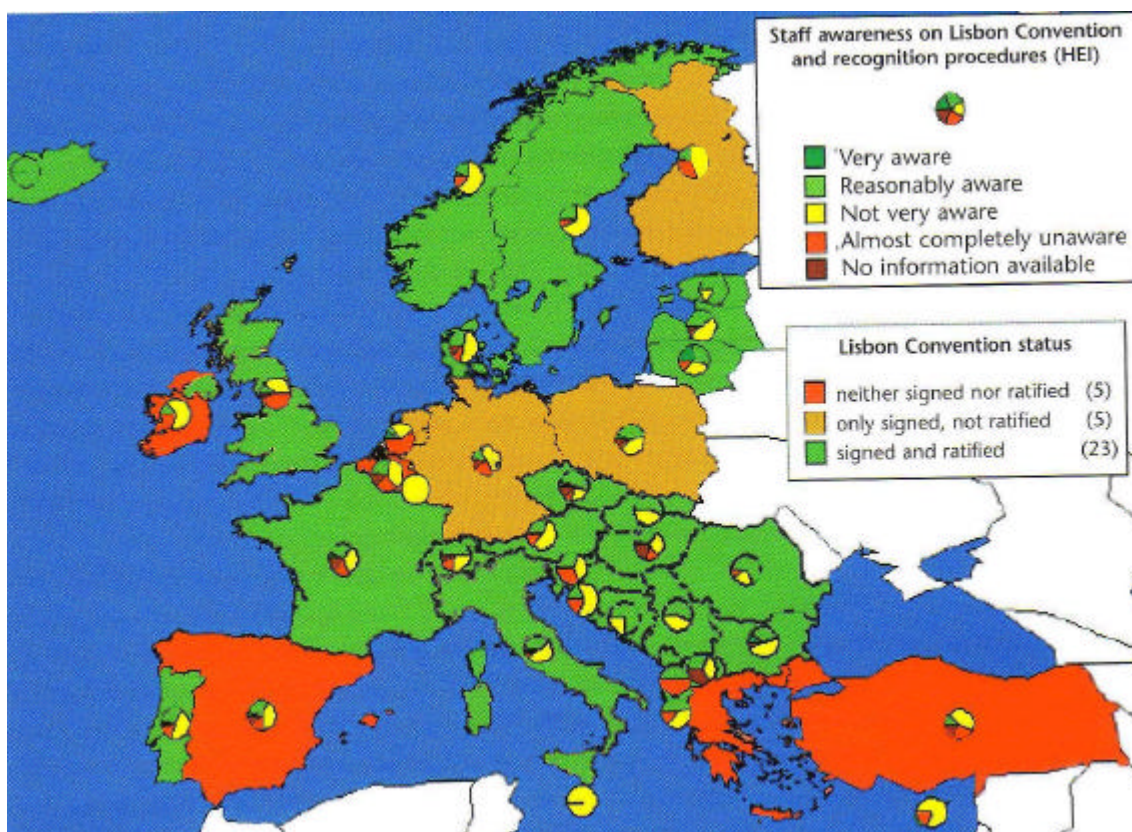 Staff awareness on Lisbon Convention
and recognition procedures (HEI)
Very aware
Reasonably aware
Not very aware
Almost completely unaware
No information available
Lisbon Convention status
neither signed nor ratified (5)
only signed, not ratified (5)
signed and ratified (23)